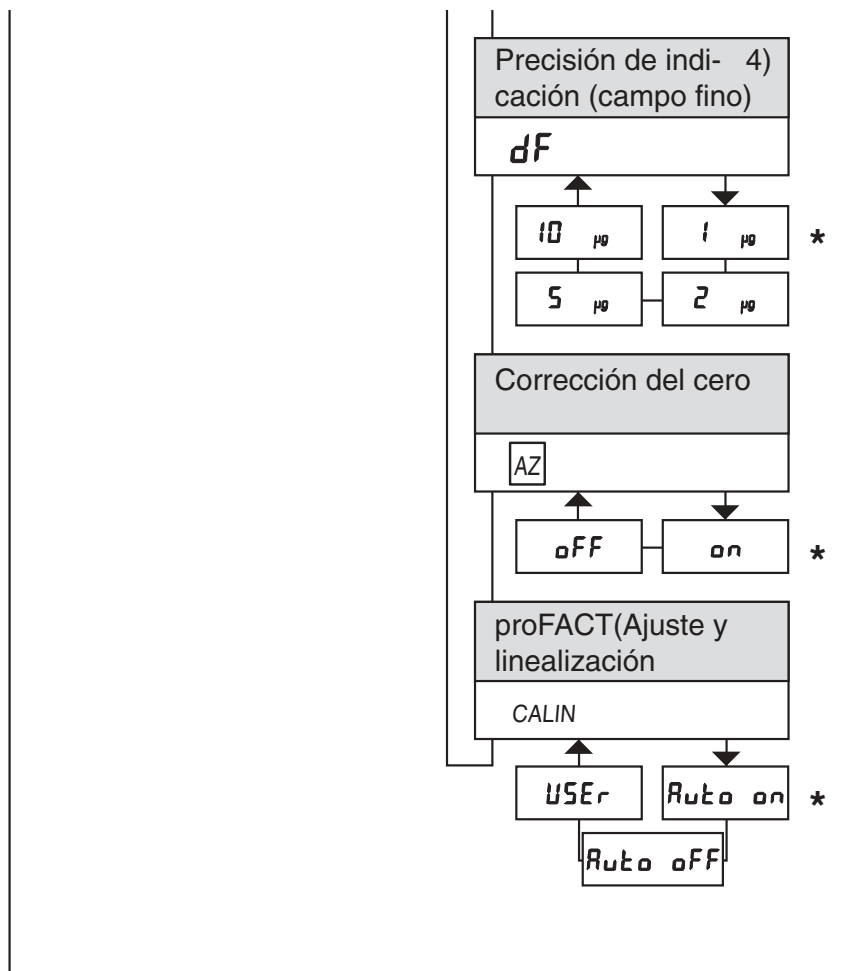 Precisión de indi- 4)
cación (campo fino)
dF
10 µg 1 µg *
5 µg 2 µg
Corrección del cero
AZ
oFF on *
proFACT(Ajuste y
linealización
CALIN
USEr Auto on *
Auto oFF